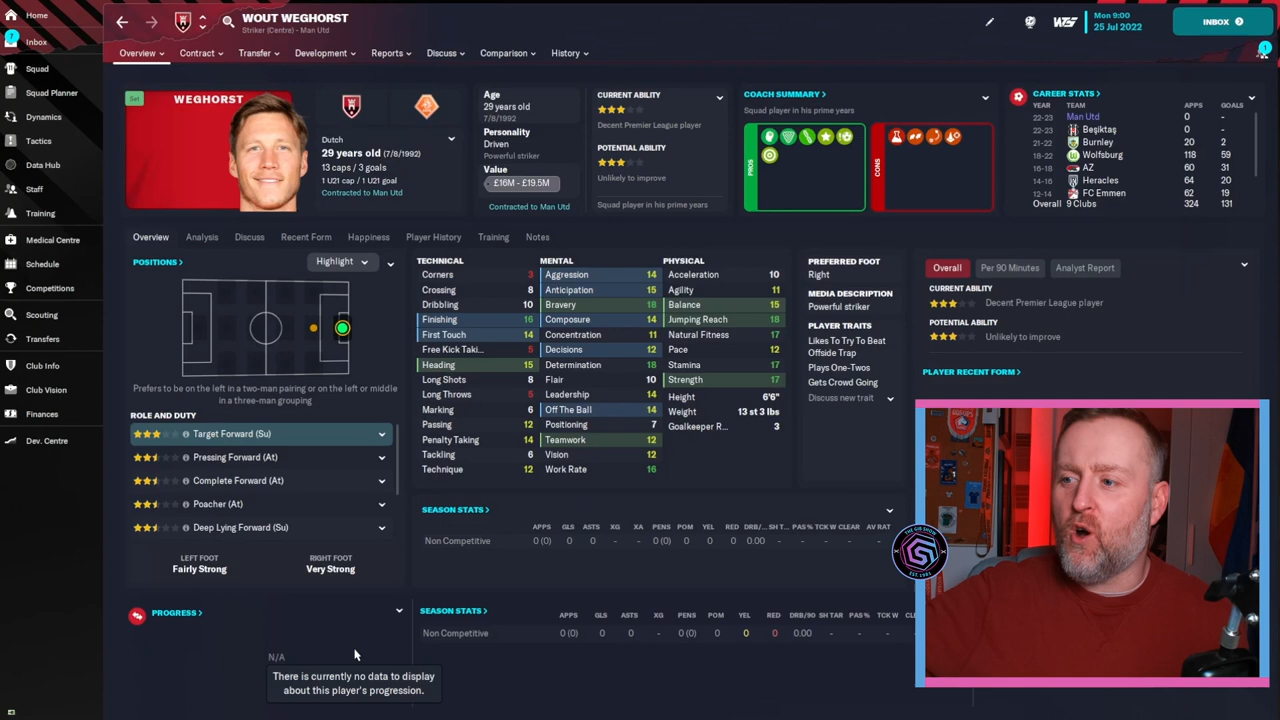 Home
7
Inbox
Squad
Squad Planner
Dynamics
Tactics
Data Hub
Staff
Training
Medical Centre
Schedule
Competitions
Scouting
Transfers
Club Info
Club Vision
Finances
Dev. Centre
WOUT WEGHORST
Striker (Centre) - Man Utd
Mon 9:00
25 Jul 2022
INBOX
1
Overview Contract Transfer Development Reports Discuss Comparison History
WEGHORST
Dutch
29 years old (7/8/1992)
13 caps / 3 goals
1 U21 cap / 1 U21 goal
Contracted to Man Utd
Age
29 years old
7/8/1992
Personality
Driven
Powerful striker
Value
£16M - £19.5M
Contracted to Man Utd
CURRENT ABILITY
Decent Premier League player
POTENTIAL ABILITY
Unlikely to improve
Squad player in his prime years
COACH SUMMARY
Squad player in his prime years
PROS
CONS
CAREER STATS
YEAR TEAM APPS GOALS
22-23 Man Utd 0 -
22-23 Beşiktaş 0 -
21-22 Burnley 20 2
18-22 Wolfsburg 118 59
16-18 AZ 60 31
14-16 Heracles 64 20
12-14 FC Emmen 62 19
Overall 9 Clubs 324 131
Overview Analysis Discuss Recent Form Happiness Player History Training Notes
POSITIONS
Highlight
Prefers to be on the left in a two-man pairing or on the left or middle
in a three-man grouping
ROLE AND DUTY
Target Forward (Su)
Pressing Forward (At)
Complete Forward (At)
Poacher (At)
Deep Lying Forward (Su)
LEFT FOOT
Fairly Strong
RIGHT FOOT
Very Strong
TECHNICAL
Corners 3
Crossing 8
Dribbling 10
Finishing 16
First Touch 14
Free Kick Taki... 5
Heading 15
Long Shots 8
Long Throws 5
Marking 6
Passing 12
Penalty Taking 14
Tackling 6
Technique 12
MENTAL
Aggression 14
Anticipation 15
Bravery 18
Composure 14
Concentration 11
Decisions 12
Determination 18
Flair 10
Leadership 14
Off The Ball 14
Positioning 7
Teamwork 12
Vision 12
Work Rate 16
PHYSICAL
Acceleration 10
Agility 11
Balance 15
Jumping Reach 18
Natural Fitness 17
Pace 12
Stamina 17
Strength 17
Height 6'6"
Weight 13 st 3 lbs
Goalkeeper R... 3
PREFERRED FOOT
Right
MEDIA DESCRIPTION
Powerful striker
PLAYER TRAITS
Likes To Try To Beat
Offside Trap
Plays One-Twos
Gets Crowd Going
Discuss new trait
Overall Per 90 Minutes Analyst Report
CURRENT ABILITY
Decent Premier League player
POTENTIAL ABILITY
Unlikely to improve
PLAYER RECENT FORM
SEASON STATS
APPS GLS ASTS XG XA PENS POM YEL RED DRB/... SH T... PAS % TCK W CLEAR AV RAT
Non Competitive 0 (0) 0 0 - - 0 (0) 0 0 0 0.00 - - - - -
PROGRESS
N/A
There is currently no data to display
about this player's progression.
SEASON STATS
APPS GLS ASTS XG PENS POM YEL RED DRB/90 SH TAR PAS % TCK W
Non Competitive 0 (0) 0 0 - 0 (0) 0 0 0 0.00 - - -
THE GIB SHOW
EST. 1981